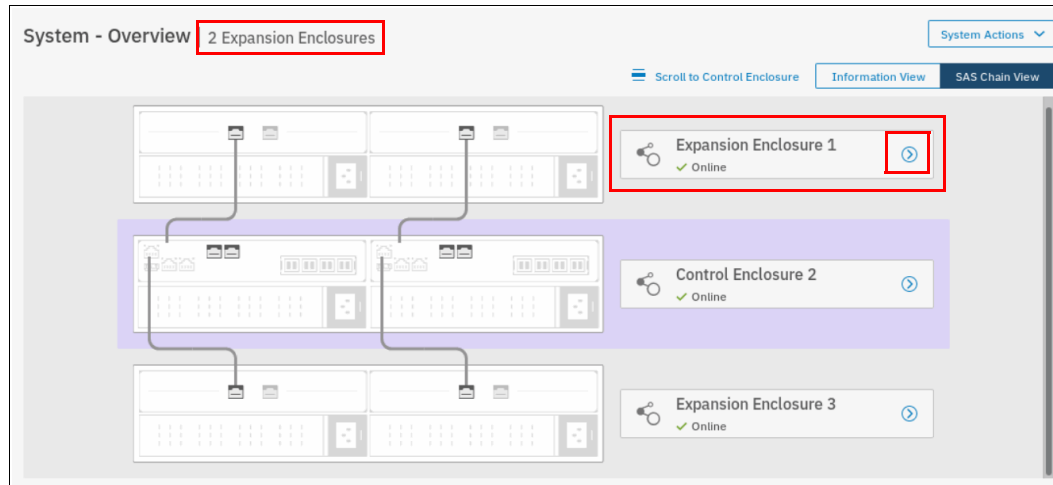 System - Overview 2 Expansion Enclosures
System Actions
Scroll to Control Enclosure
Information View
SAS Chain View
Expansion Enclosure 1
Online
Control Enclosure 2
Online
Expansion Enclosure 3
Online